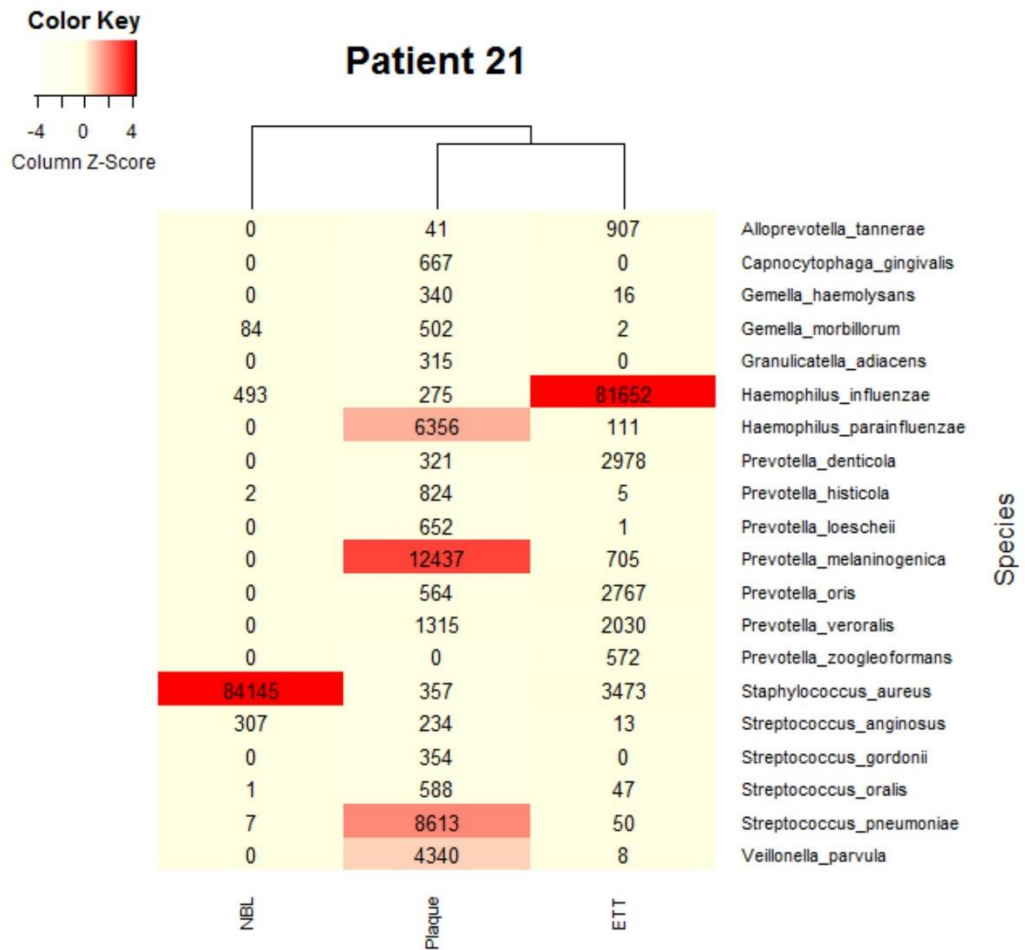 Color Key
-4 0 4
Column Z-Score
Patient 21
0 41 907 Alloprevotella_tannerae
0 667 0 Capnocytophaga_gingivalis
0 340 16 Gemella_haemolysans
84 502 2 Gemella_morbillorum
0 315 0 Granulicatella_adiacens
493 275 81652 Haemophilus_influenzae
0 6356 111 Haemophilus_parainfluenzae
0 321 2978 Prevotella_denticola
2 824 5 Prevotella_histicola
0 652 1 Prevotella_loescheii
0 12437 705 Prevotella_melaninogenica
0 564 2767 Prevotella_oris
0 1315 2030 Prevotella_veroralis
0 0 572 Prevotella_zoogleoformans
84145 357 3473 Staphylococcus_aureus
307 234 13 Streptococcus_anginosus
0 354 0 Streptococcus_gordonii
1 588 47 Streptococcus_oralis
7 8613 50 Streptococcus_pneumoniae
0 4340 8 Veillonella_parvula
Species
NBL Plaque ETT